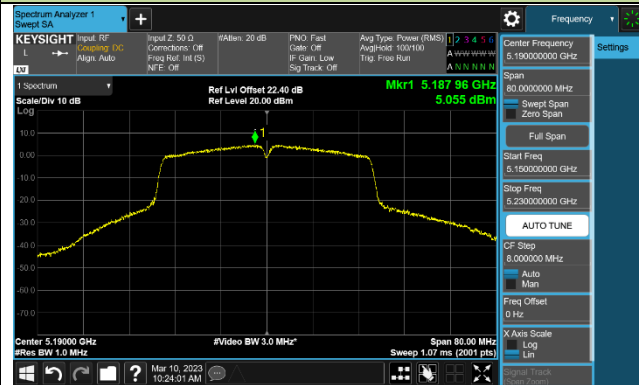 Spectrum Analyzer 1
Swept SA
Frequency
KEYSIGHT
L
Input: RF
Coupling: DC
Align: Auto
Input Z: 50 Ω
Corrections: Off
Freq Ref: Int (S)
NFE: Off
#Atten: 20 dB
PNO: Fast
Gate: Off
IF Gain: Low
Sig Track: Off
Avg Type: Power (RMS)
Avg|Hold: 100/100
Trig: Free Run
1 2 3 4 5 6
A W W W W W
A N N N N N
1 Spectrum
Scale/Div 10 dB
Log
Ref Lvl Offset 22.40 dB
Ref Level 20.00 dBm
Mkr1 5.187 96 GHz
5.055 dBm
1
10.0
0.00
-10.0
-20.0
-30.0
-40.0
-50.0
-60.0
-70.0
Center 5.19000 GHz
#Res BW 1.0 MHz
#Video BW 3.0 MHz*
Span 80.00 MHz
Sweep 1.07 ms (2001 pts)
Center Frequency
5.190000000 GHz
Settings
Span
80.0000000 MHz
Swept Span
Zero Span
Full Span
Start Freq
5.150000000 GHz
Stop Freq
5.230000000 GHz
AUTO TUNE
CF Step
8.000000 MHz
Auto
Man
Freq Offset
0 Hz
X Axis Scale
Log
Lin
Signal Track
(Span Zoom)
?
Mar 10, 2023
10:24:01 AM